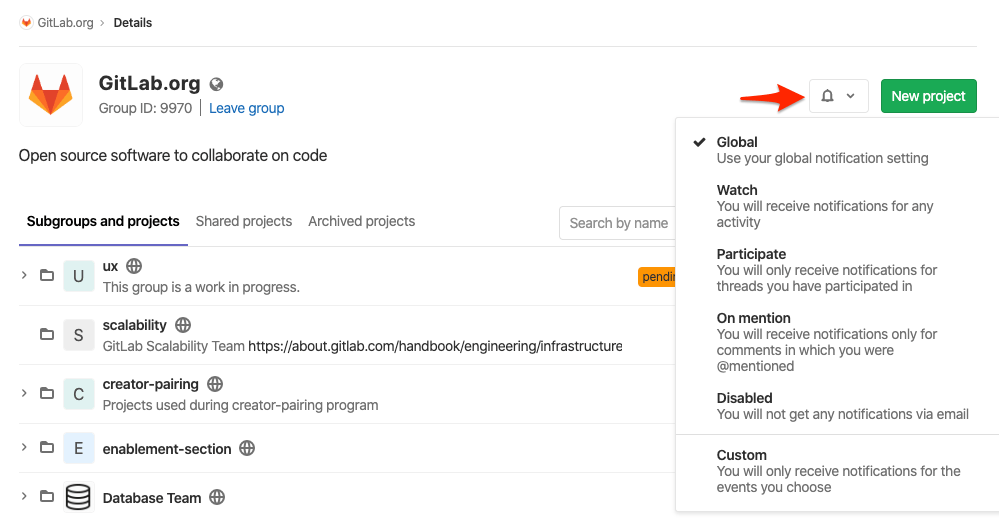 GitLab.org > Details
GitLab.org
Group ID: 9970 | Leave group
New project
Open source software to collaborate on code
Subgroups and projects Shared projects Archived projects
Search by name
U ux
This group is a work in progress.
pendin
S scalability
GitLab Scalability Team https://about.gitlab.com/handbook/engineering/infrastructure
C creator-pairing
Projects used during creator-pairing program
E enablement-section
Database Team
Global
Use your global notification setting
Watch
You will receive notifications for any
activity
Participate
You will only receive notifications for
threads you have participated in
On mention
You will receive notifications only for
comments in which you were
@mentioned
Disabled
You will not get any notifications via email
Custom
You will only receive notifications for the
events you choose